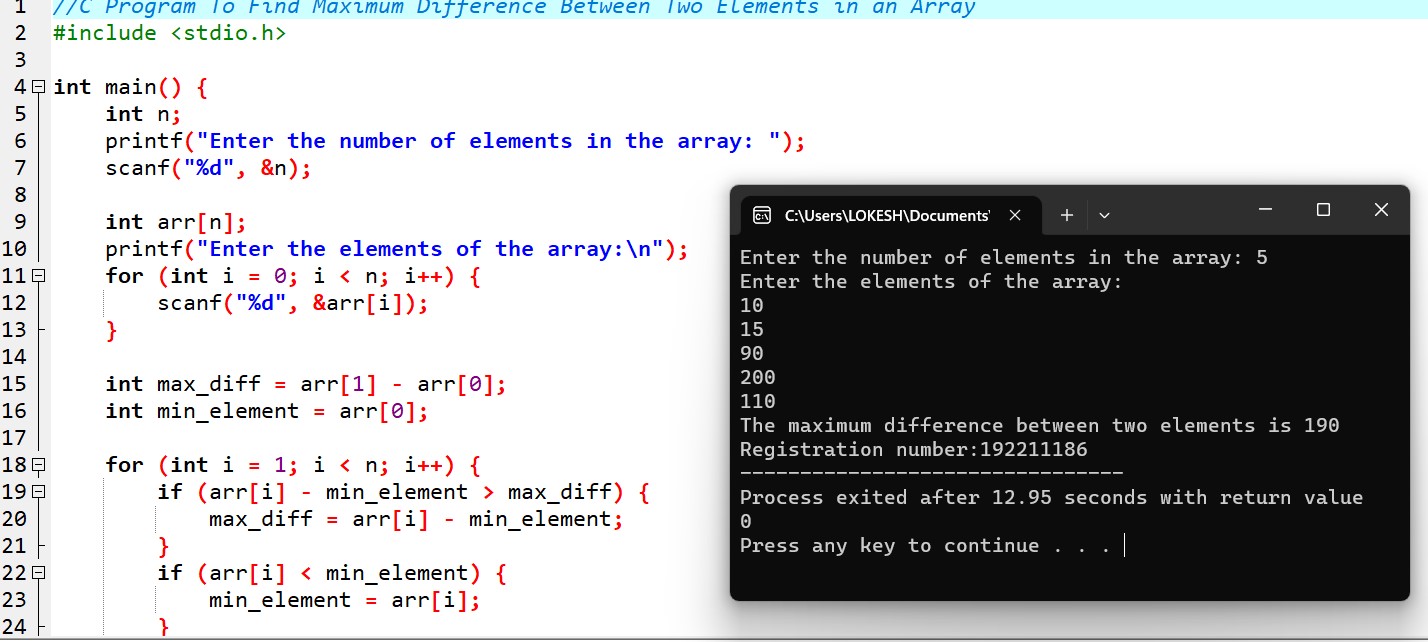 1 //C Program To Find Maximum Difference Between Two Elements in an Array
2 #include <stdio.h>
3
4 int main() {
5 int n;
6 printf("Enter the number of elements in the array: ");
7 scanf("%d", &n);
8
9 int arr[n];
10 printf("Enter the elements of the array:\n");
11 for (int i = 0; i < n; i++) {
12 scanf("%d", &arr[i]);
13 }
14
15 int max_diff = arr[1] - arr[0];
16 int min_element = arr[0];
17
18 for (int i = 1; i < n; i++) {
19 if (arr[i] - min_element > max_diff) {
20 max_diff = arr[i] - min_element;
21 }
22 if (arr[i] < min_element) {
23 min_element = arr[i];
24 }
C:\Users\LOKESH\Documents'
Enter the number of elements in the array: 5
Enter the elements of the array:
10
15
90
200
110
The maximum difference between two elements is 190
Registration number:192211186
--------------------------------
Process exited after 12.95 seconds with return value
0
Press any key to continue . . .